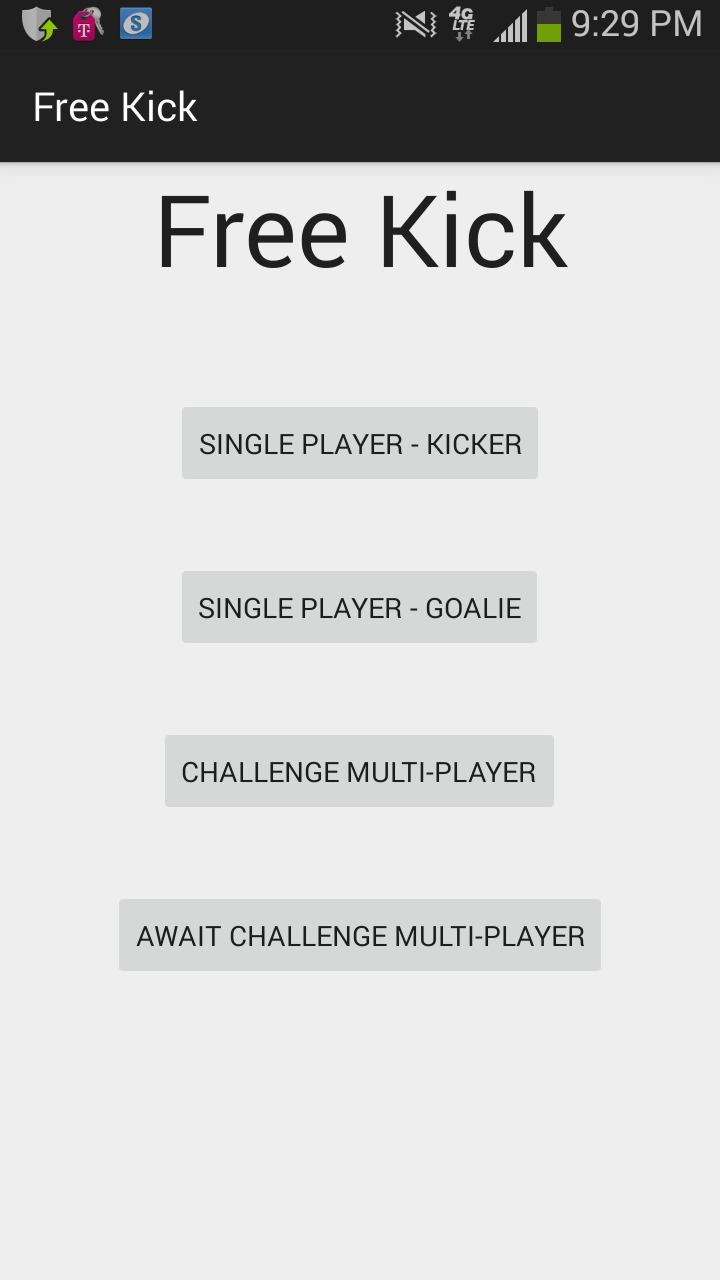 4G LTE 9:29 PM
Free Kick
Free Kick
SINGLE PLAYER - KICKER
SINGLE PLAYER - GOALIE
CHALLENGE MULTI-PLAYER
AWAIT CHALLENGE MULTI-PLAYER